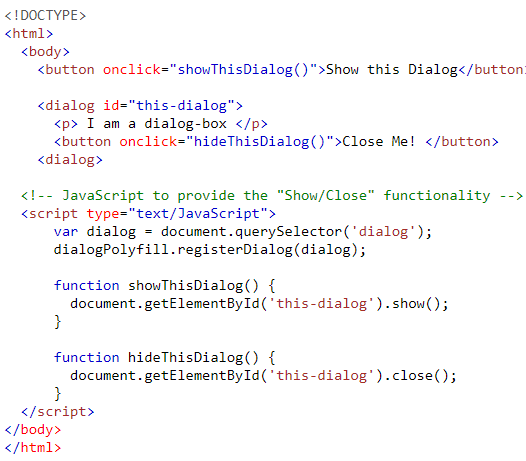 <!DOCTYPE>
<html>
<body>
<button onclick="showThisDialog()">Show this Dialog</button
<dialog id="this-dialog">
<p> I am a dialog-box </p>
<button onclick="hideThisDialog()">Close Me! </button>
<dialog>
<!-- JavaScript to provide the "Show/Close" functionality -->
<script type="text/JavaScript">
var dialog = document.querySelector('dialog');
dialogPolyfill.registerDialog(dialog);
function showThisDialog() {
document.getElementById('this-dialog').show();
}
function hideThisDialog() {
document.getElementById('this-dialog').close();
}
</script>
</body>
</html>